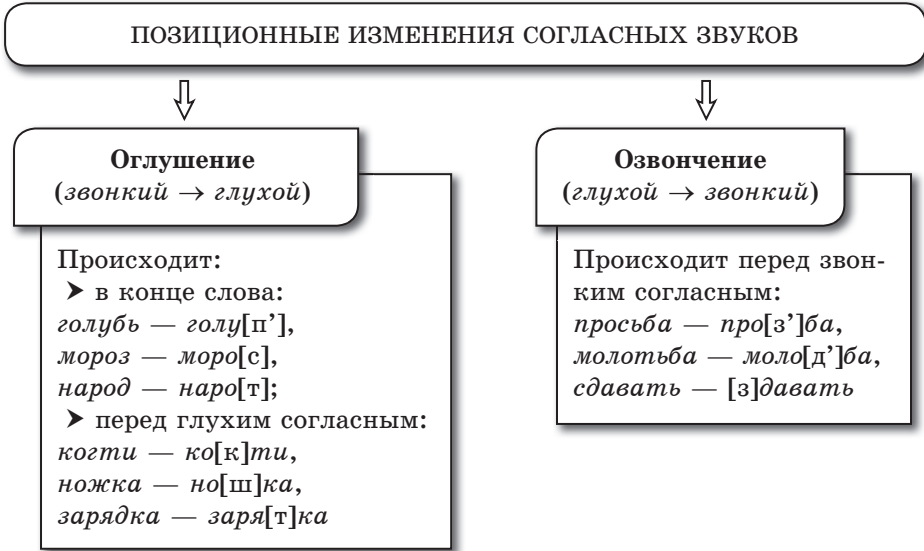 ПОЗИЦИОННЫЕ ИЗМЕНЕНИЯ СОГЛАСНЫХ ЗВУКОВ
Оглушение
(звонкий → глухой)
Происходит:
➤ в конце слова:
голубь — голу[п’],
мороз — моро[с],
народ — наро[т];
➤ перед глухим согласным:
когти — ко[к]ти,
ножка — но[ш]ка,
зарядка — заря[т]ка
Озвончение
(глухой → звонкий)
Происходит перед звон-
ким согласным:
просьба — про[з’]ба,
молотьба — моло[д’]ба,
сдавать — [з]давать